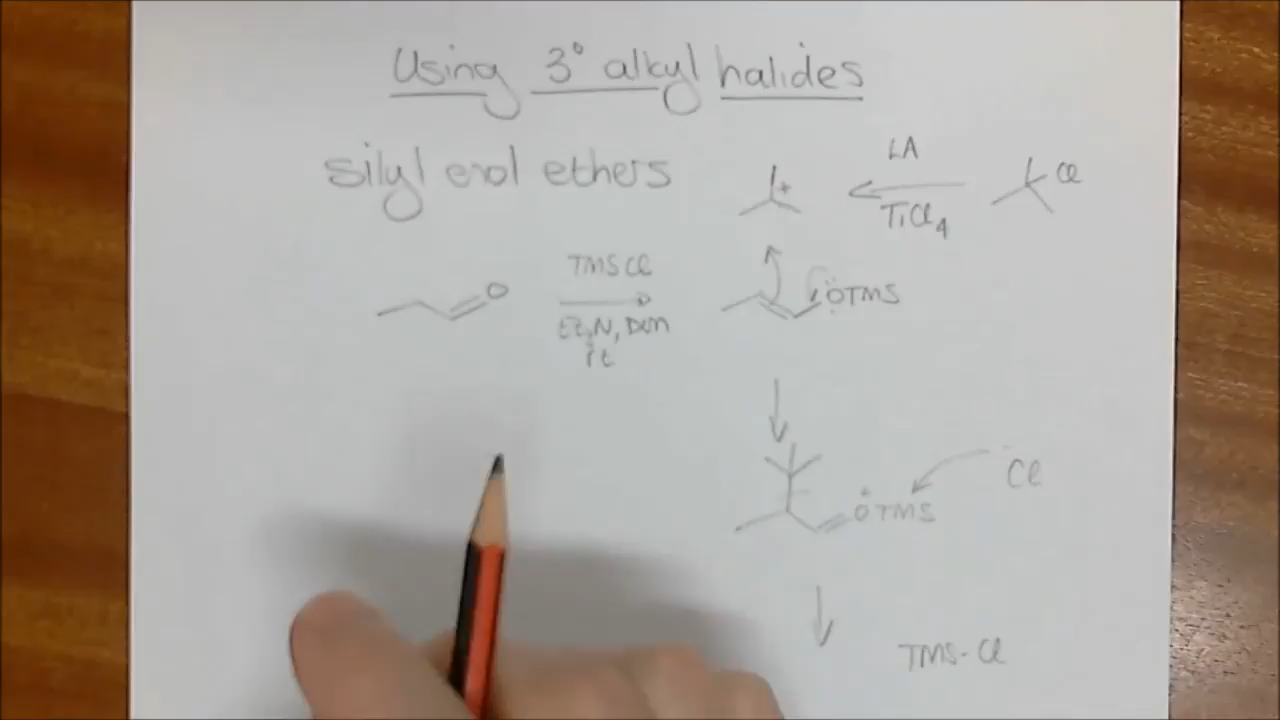 Using 3° alkyl halides
silyl enol ethers
LA
Cl
+
TiCl4
TMSCl
O
OTMS
Et3N, DCM
rt
+
OTMS
Cl
TMS-Cl